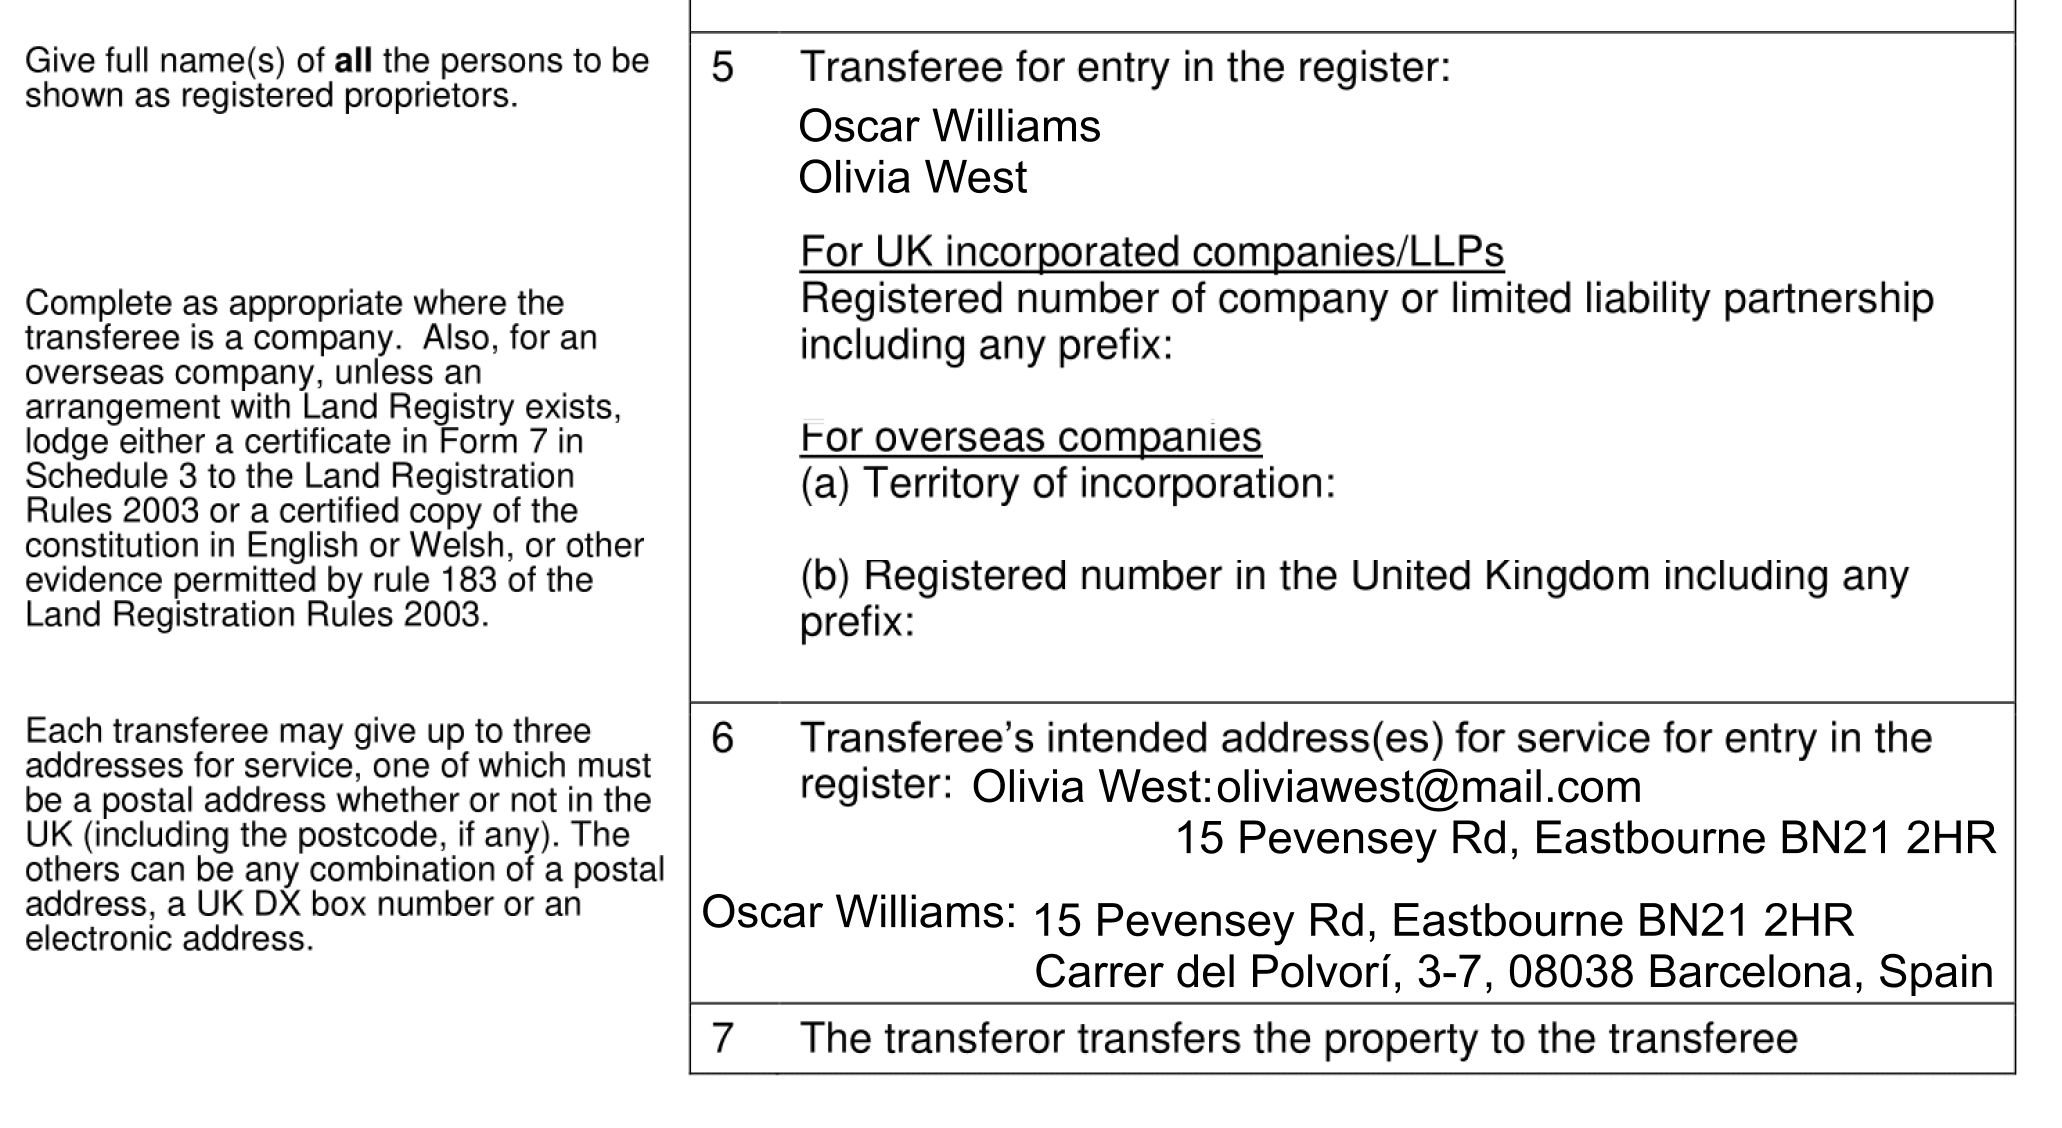 Give full name(s) of all the persons to be
shown as registered proprietors.
5 Transferee for entry in the register:
Oscar Williams
Olivia West
For UK incorporated companies/LLPs
Registered number of company or limited liability partnership
including any prefix:
Complete as appropriate where the
transferee is a company.  Also, for an
overseas company, unless an
arrangement with Land Registry exists,
lodge either a certificate in Form 7 in
Schedule 3 to the Land Registration
Rules 2003 or a certified copy of the
constitution in English or Welsh, or other
evidence permitted by rule 183 of the
Land Registration Rules 2003.
For overseas companies
(a) Territory of incorporation:
(b) Registered number in the United Kingdom including any
prefix:
Each transferee may give up to three
addresses for service, one of which must
be a postal address whether or not in the
UK (including the postcode, if any). The
others can be any combination of a postal
address, a UK DX box number or an
electronic address.
6 Transferee’s intended address(es) for service for entry in the
register: Olivia West:oliviawest@mail.com
15 Pevensey Rd, Eastbourne BN21 2HR
Oscar Williams: 15 Pevensey Rd, Eastbourne BN21 2HR
Carrer del Polvorí, 3-7, 08038 Barcelona, Spain
7 The transferor transfers the property to the transferee